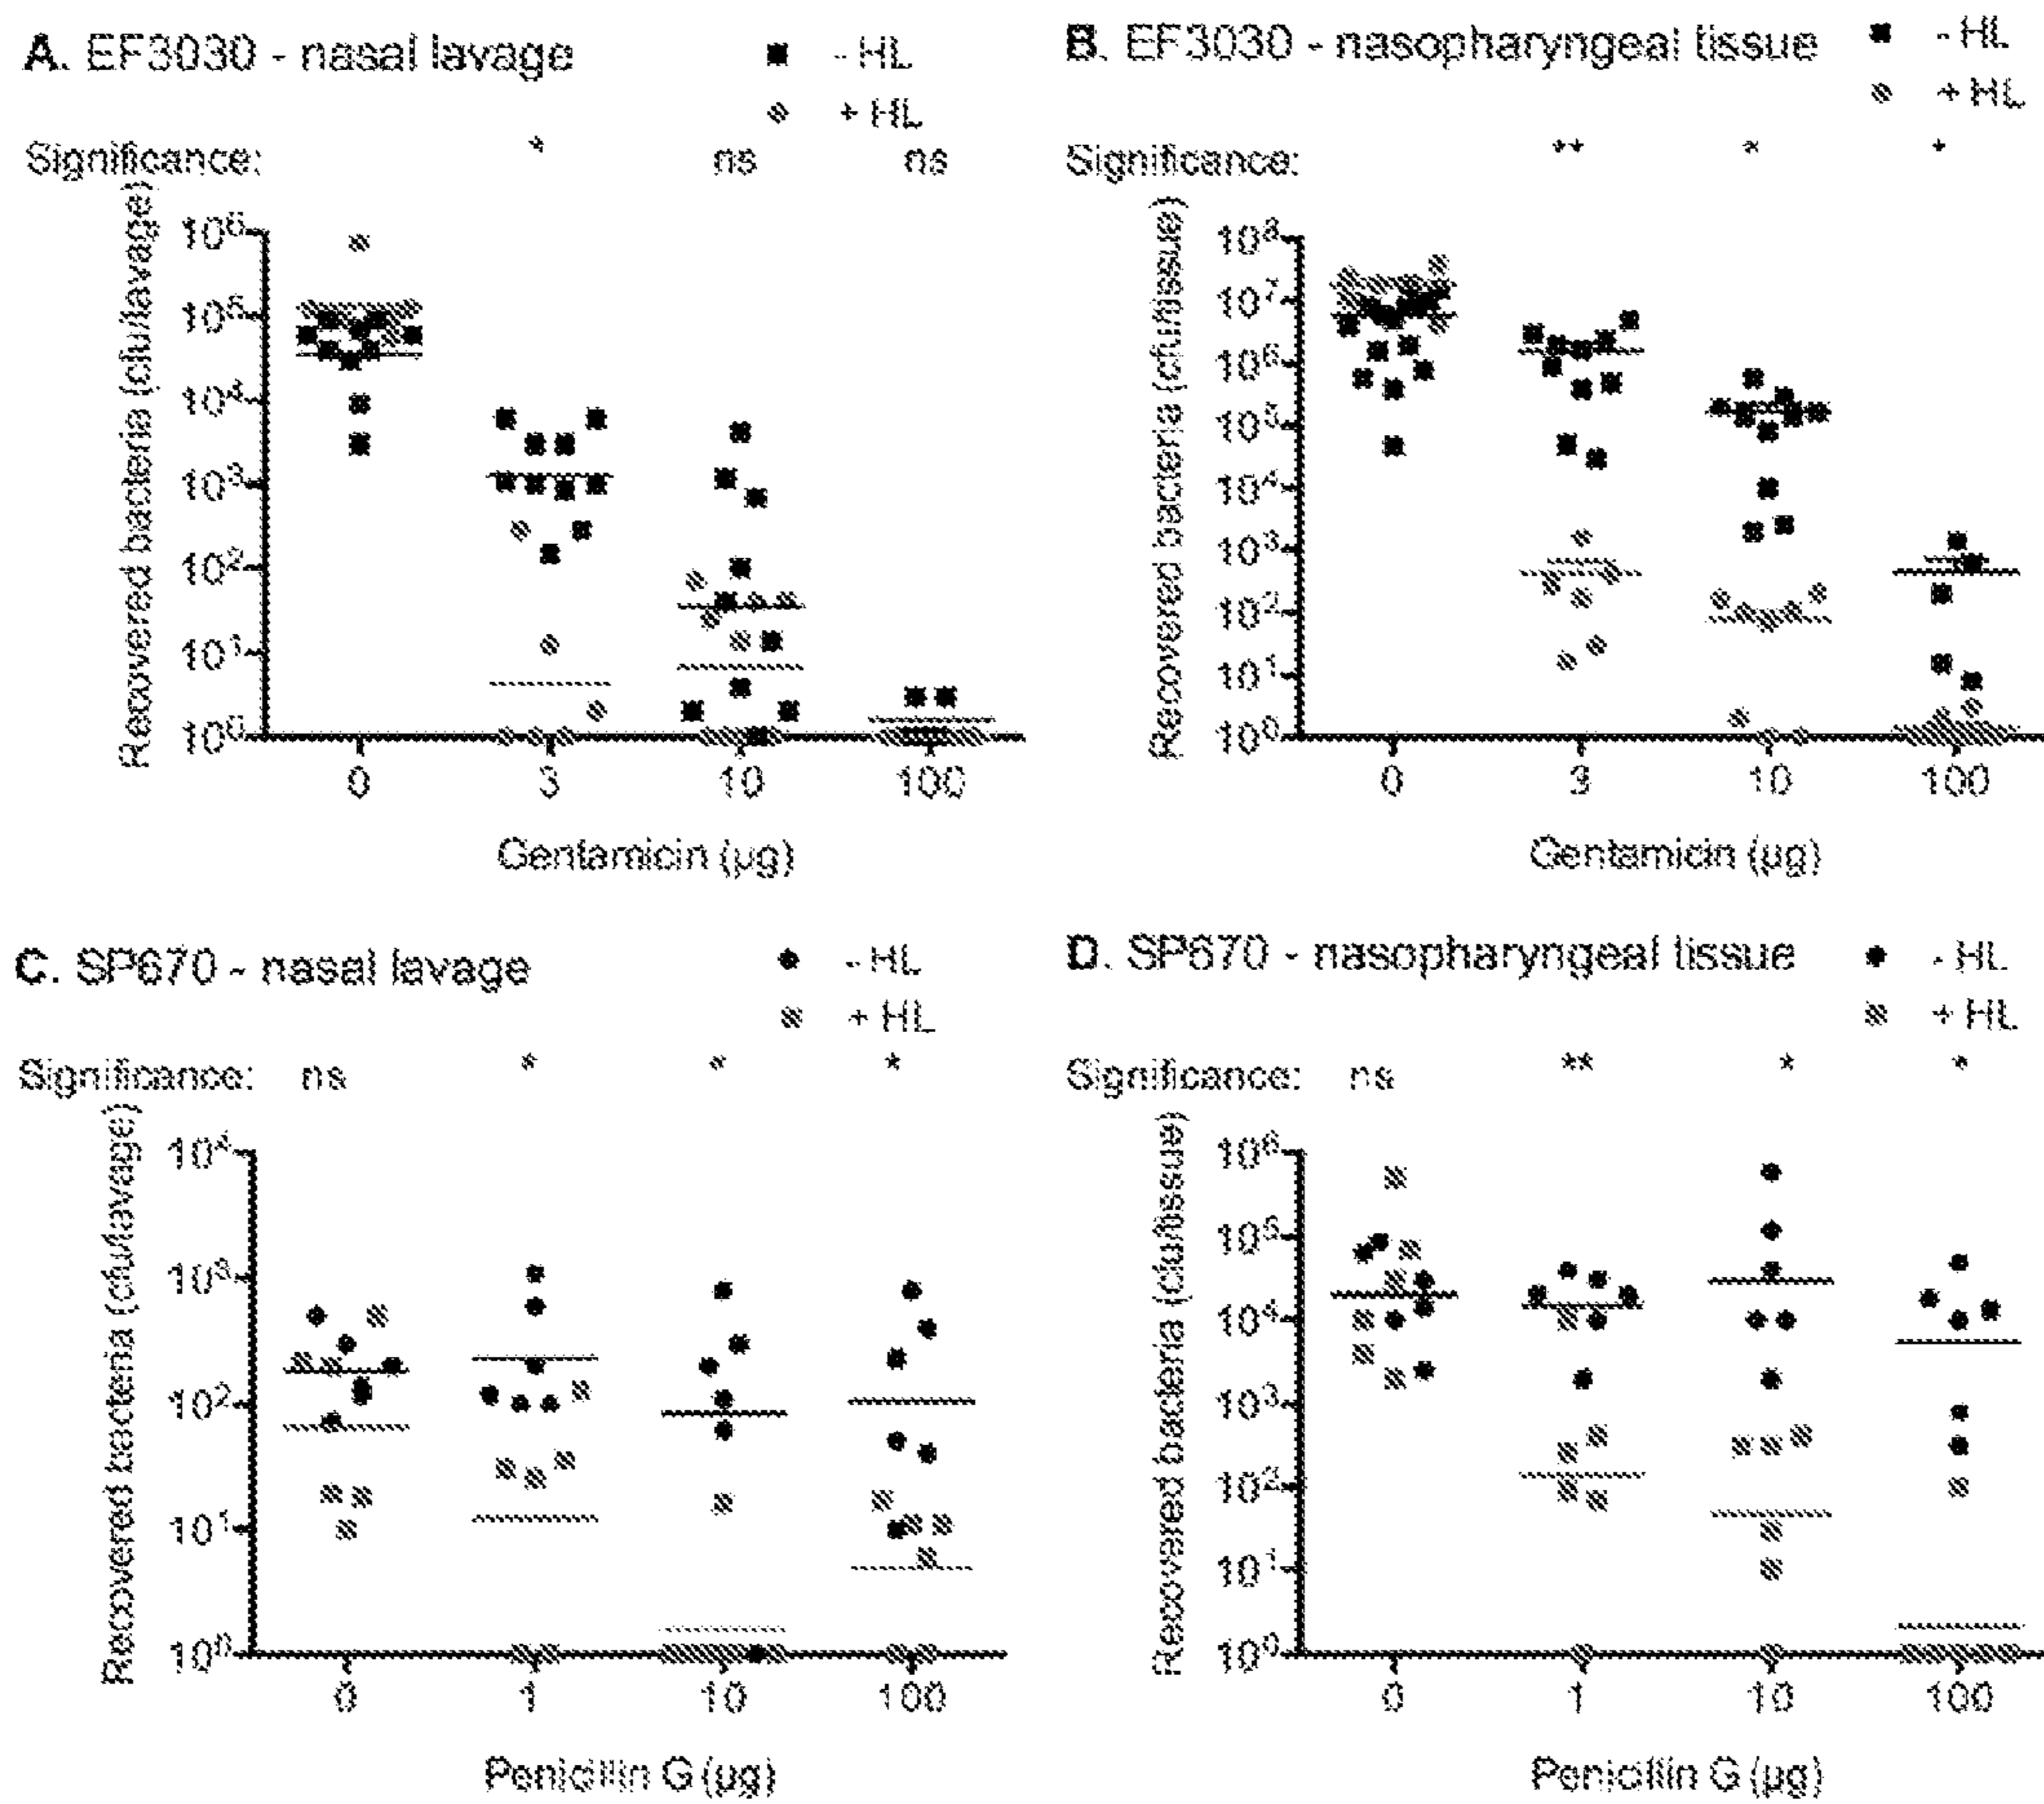 A. EF3030 - nasal lavage
- HL
+ HL
Significance: * ns ns
Recovered bacteria (cfu/lavage)
10⁶
10⁵
10⁴
10³
10²
10¹
10⁰
0 3 10 100
Gentamicin (µg)
B. EF3030 - nasopharyngeal tissue
- HL
+ HL
Significance: ** * *
Recovered bacteria (cfu/tissue)
10⁸
10⁷
10⁶
10⁵
10⁴
10³
10²
10¹
10⁰
0 3 10 100
Gentamicin (µg)
C. SP670 - nasal lavage
- HL
+ HL
Significance: ns * * *
Recovered bacteria (cfu/lavage)
10⁴
10³
10²
10¹
10⁰
0 1 10 100
Penicillin G (µg)
D. SP670 - nasopharyngeal tissue
- HL
+ HL
Significance: ns ** * *
Recovered bacteria (cfu/tissue)
10⁶
10⁵
10⁴
10³
10²
10¹
10⁰
0 1 10 100
Penicillin G (µg)